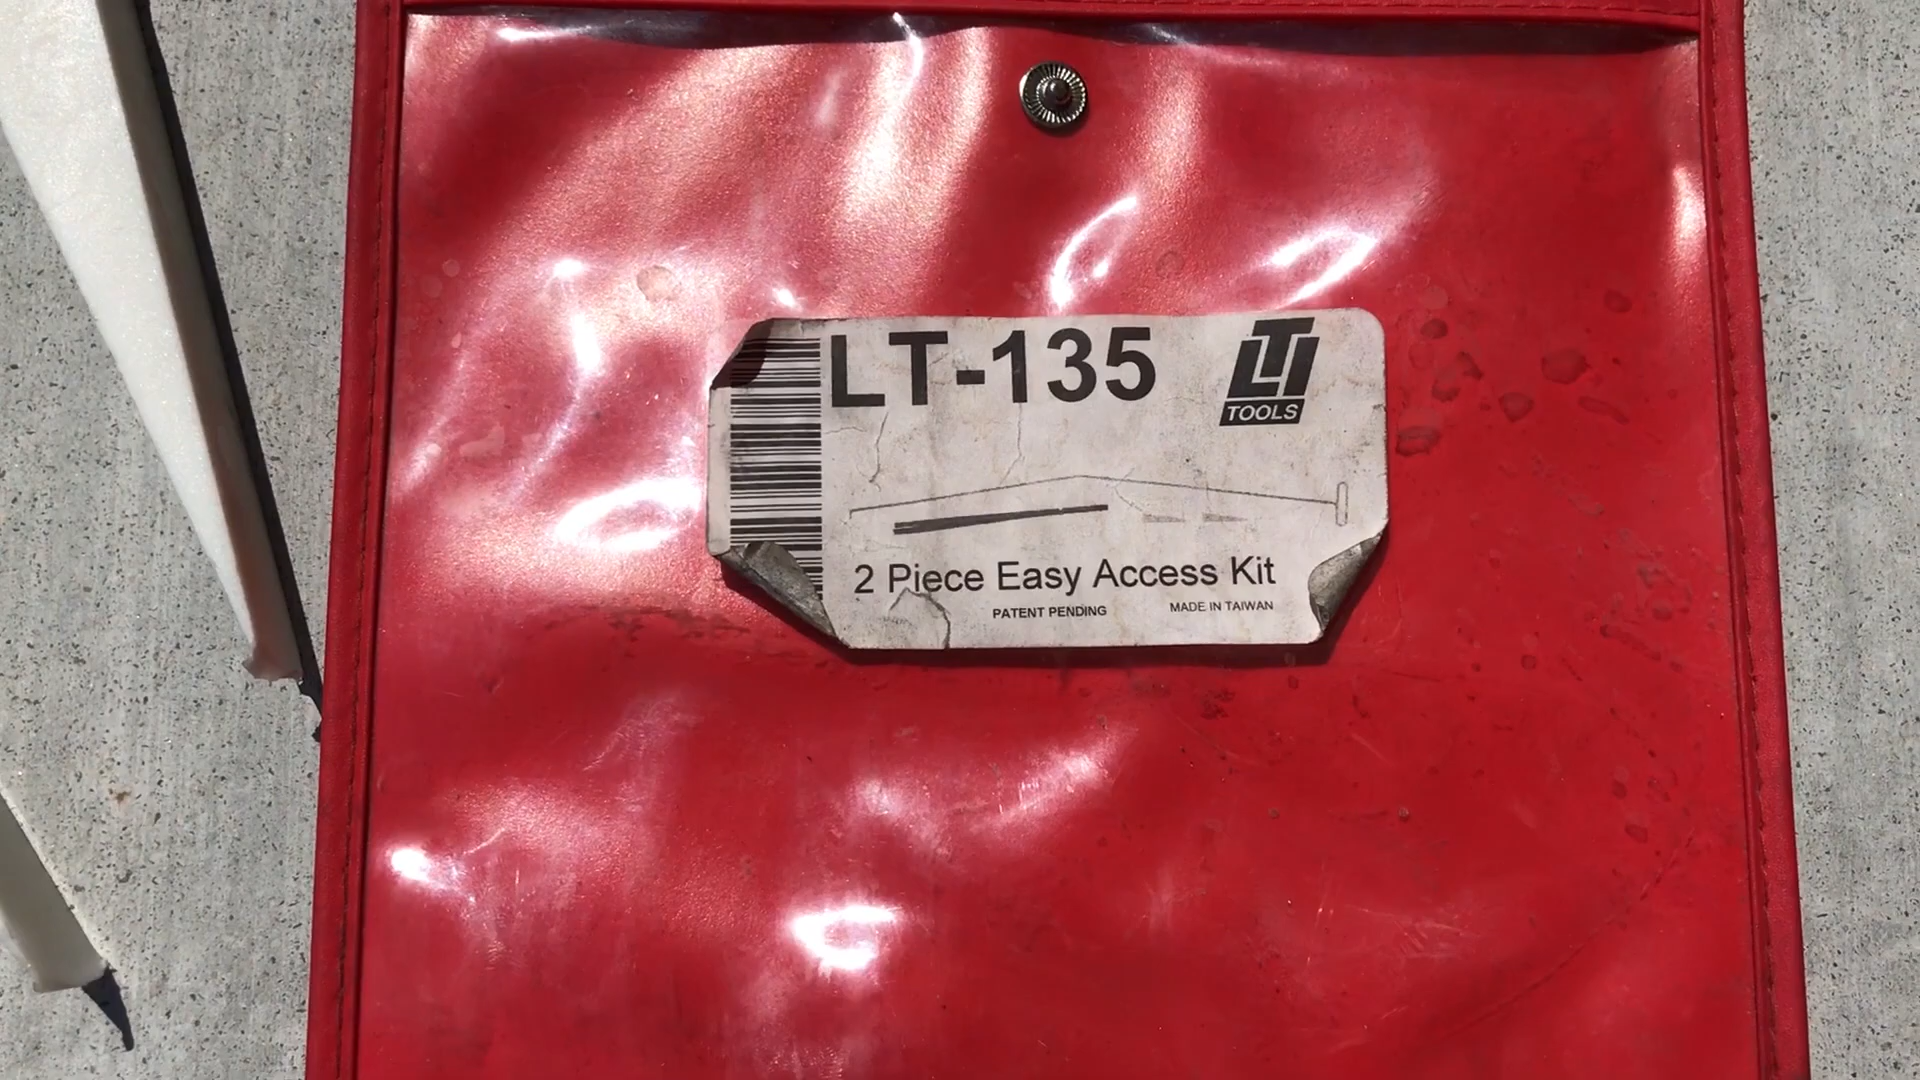 LT-135
LTI
TOOLS
2 Piece Easy Access Kit
PATENT PENDING
MADE IN TAIWAN